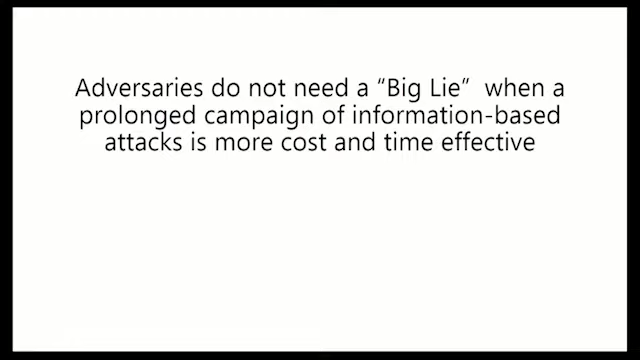 Adversaries do not need a “Big Lie” when a
prolonged campaign of information-based
attacks is more cost and time effective